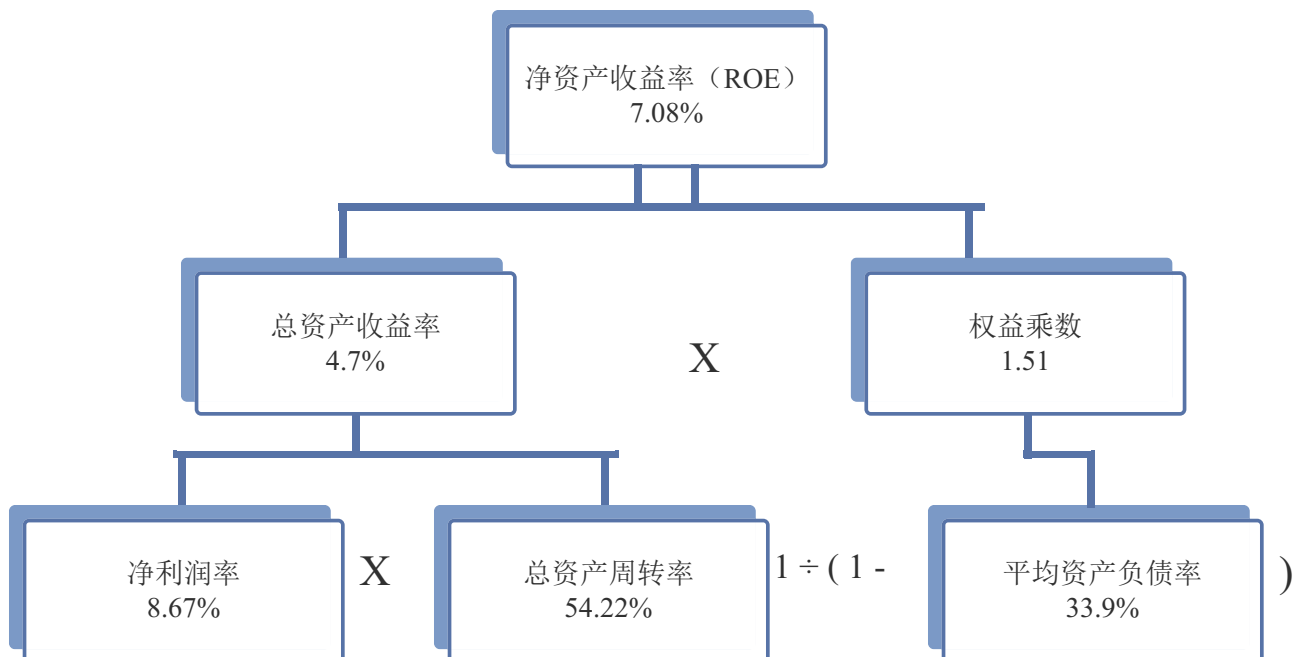 净资产收益率（ROE）
7.08%
总资产收益率
4.7%
X
权益乘数
1.51
净利润率
8.67%
X
总资产周转率
54.22%
1 ÷ ( 1 -
平均资产负债率
33.9%
)